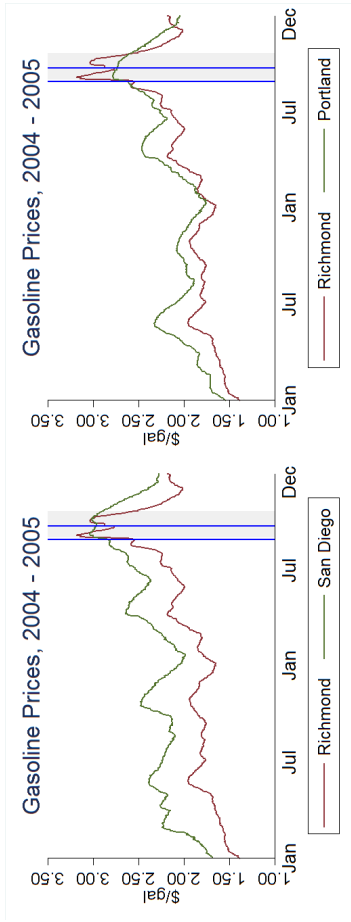 Gasoline Prices, 2004 - 2005
$/gal
3.50
3.00
2.50
2.00
1.50
1.00
Jan
Jul
Jan
Jul
Dec
Richmond
San Diego
Gasoline Prices, 2004 - 2005
$/gal
3.50
3.00
2.50
2.00
1.50
1.00
Jan
Jul
Jan
Jul
Dec
Richmond
Portland